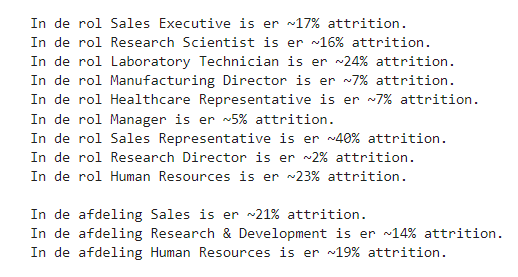 In de rol Sales Executive is er ~17% attrition.
In de rol Research Scientist is er ~16% attrition.
In de rol Laboratory Technician is er ~24% attrition.
In de rol Manufacturing Director is er ~7% attrition.
In de rol Healthcare Representative is er ~7% attrition.
In de rol Manager is er ~5% attrition.
In de rol Sales Representative is er ~40% attrition.
In de rol Research Director is er ~2% attrition.
In de rol Human Resources is er ~23% attrition.

In de afdeling Sales is er ~21% attrition.
In de afdeling Research & Development is er ~14% attrition.
In de afdeling Human Resources is er ~19% attrition.